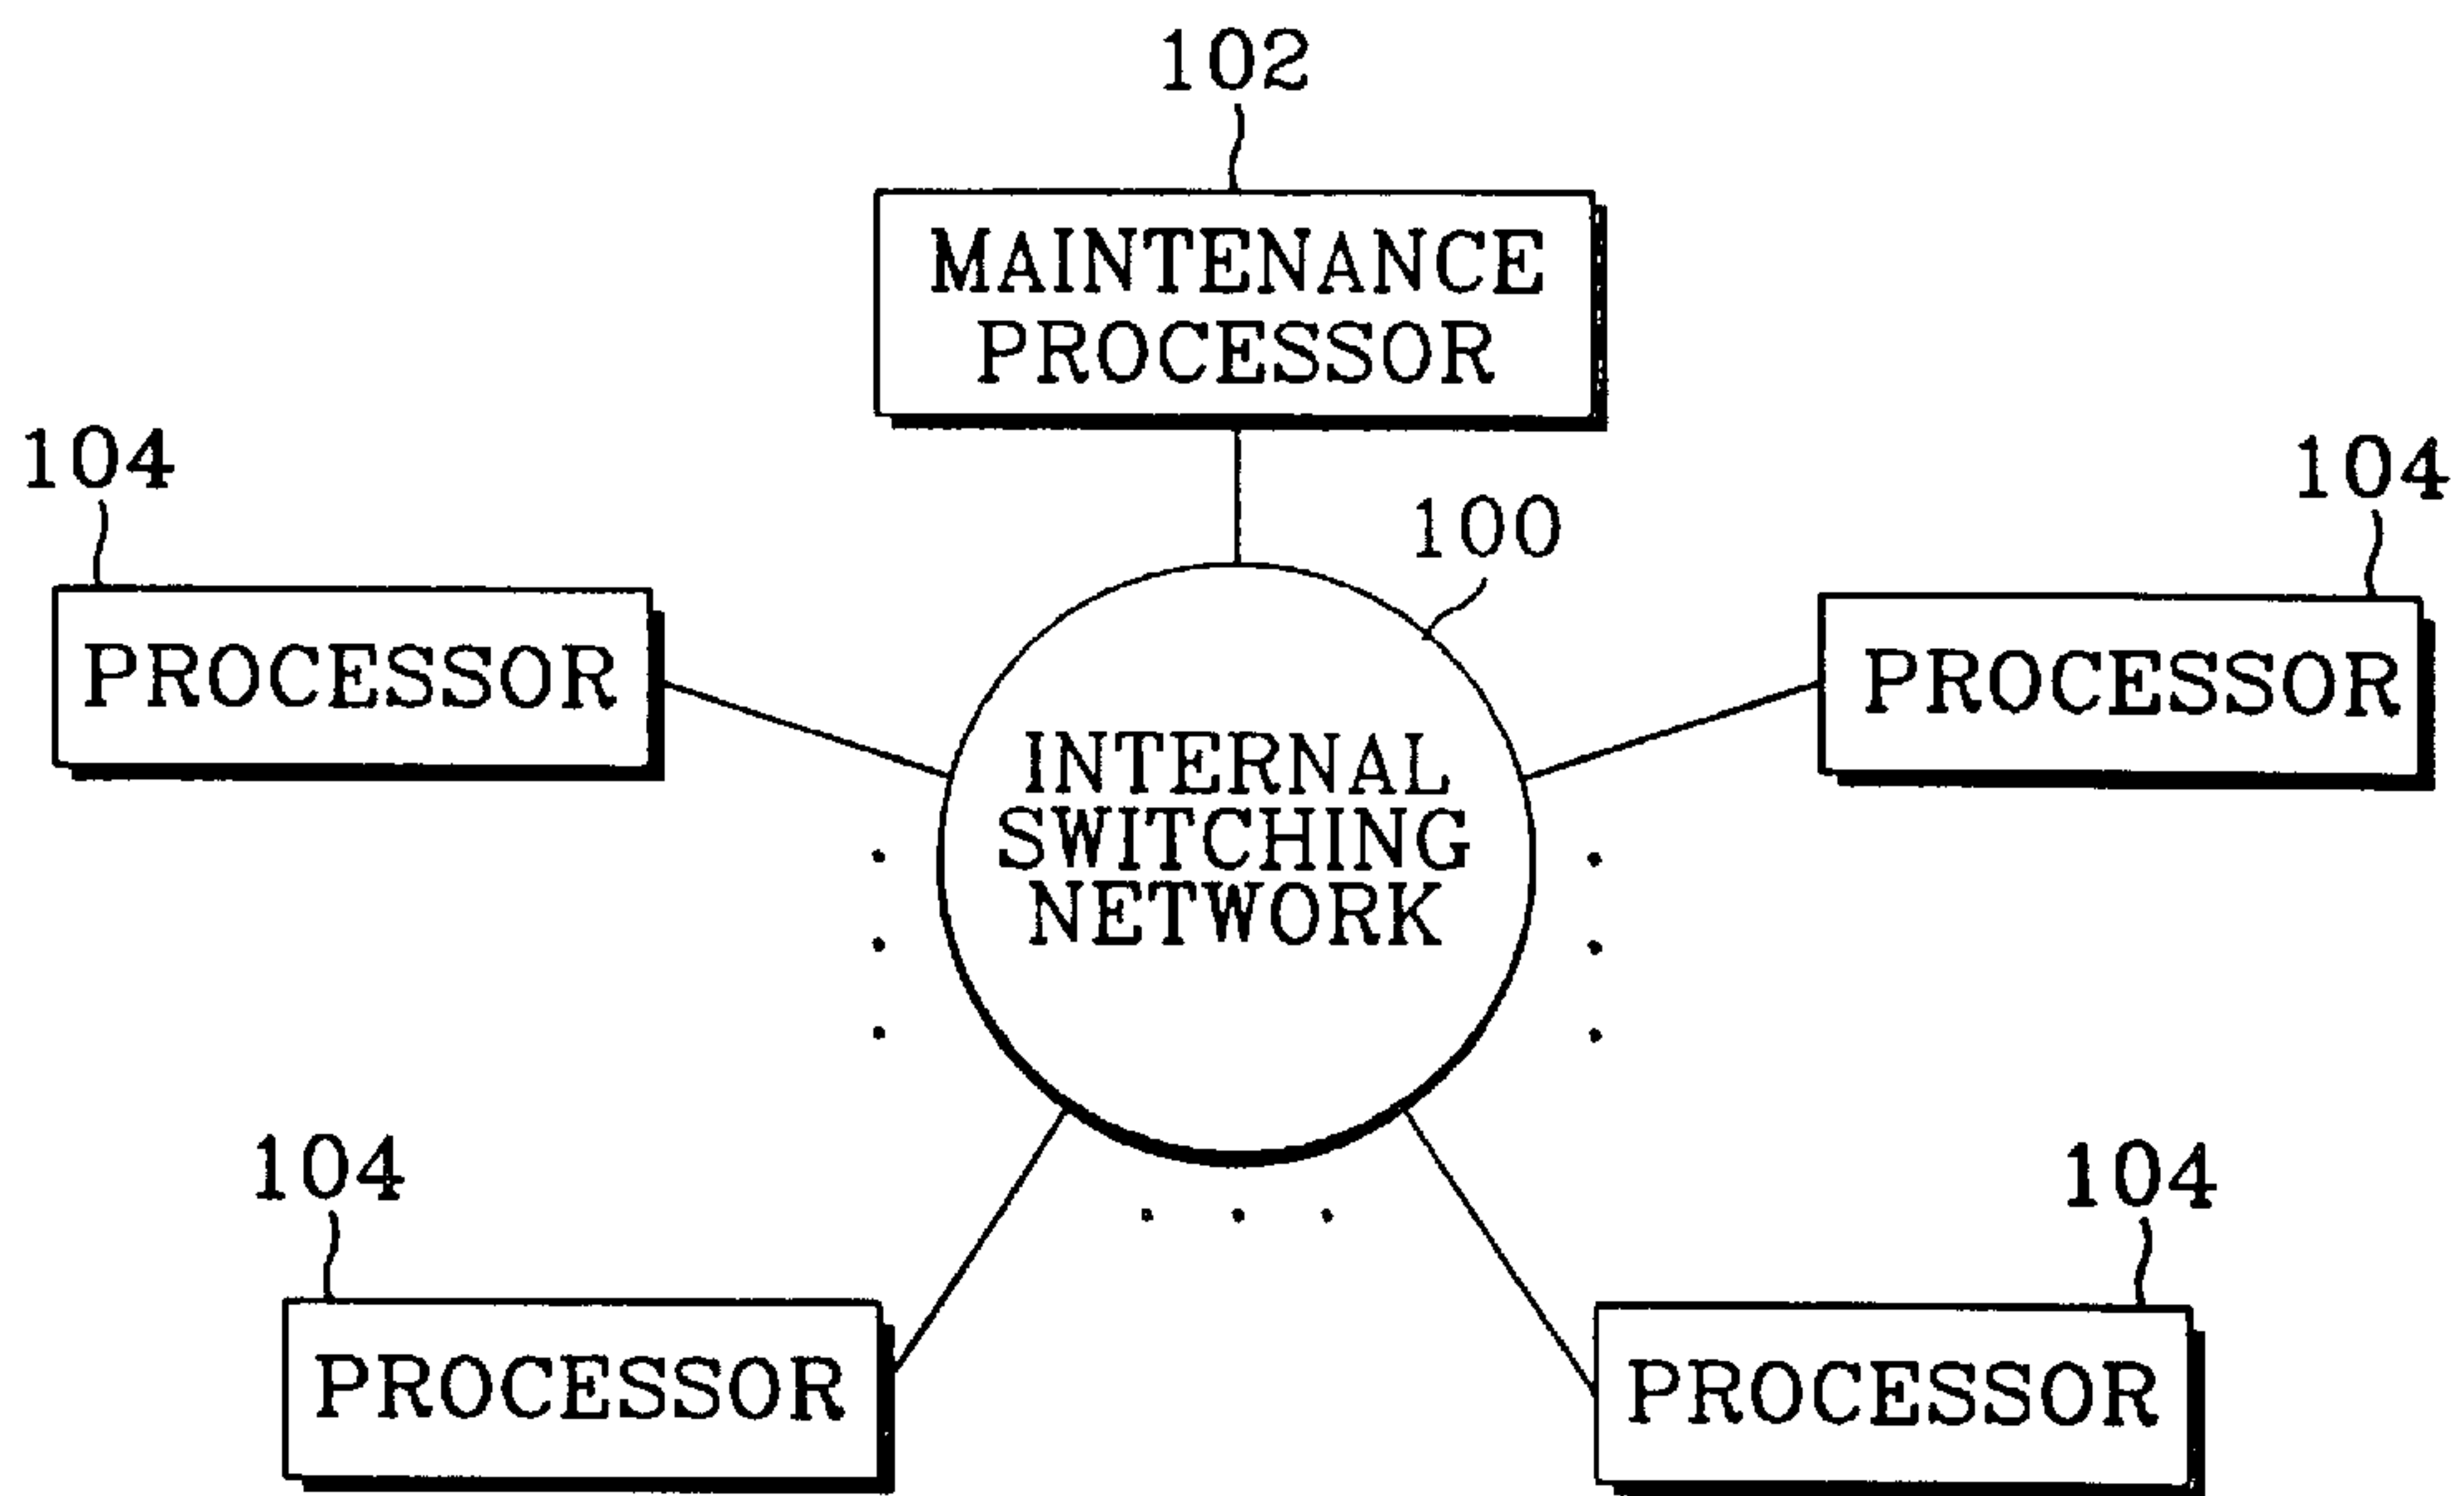 102
MAINTENANCE
PROCESSOR
104
104
100
PROCESSOR
PROCESSOR
INTERNAL
SWITCHING
NETWORK
104
104
PROCESSOR
PROCESSOR